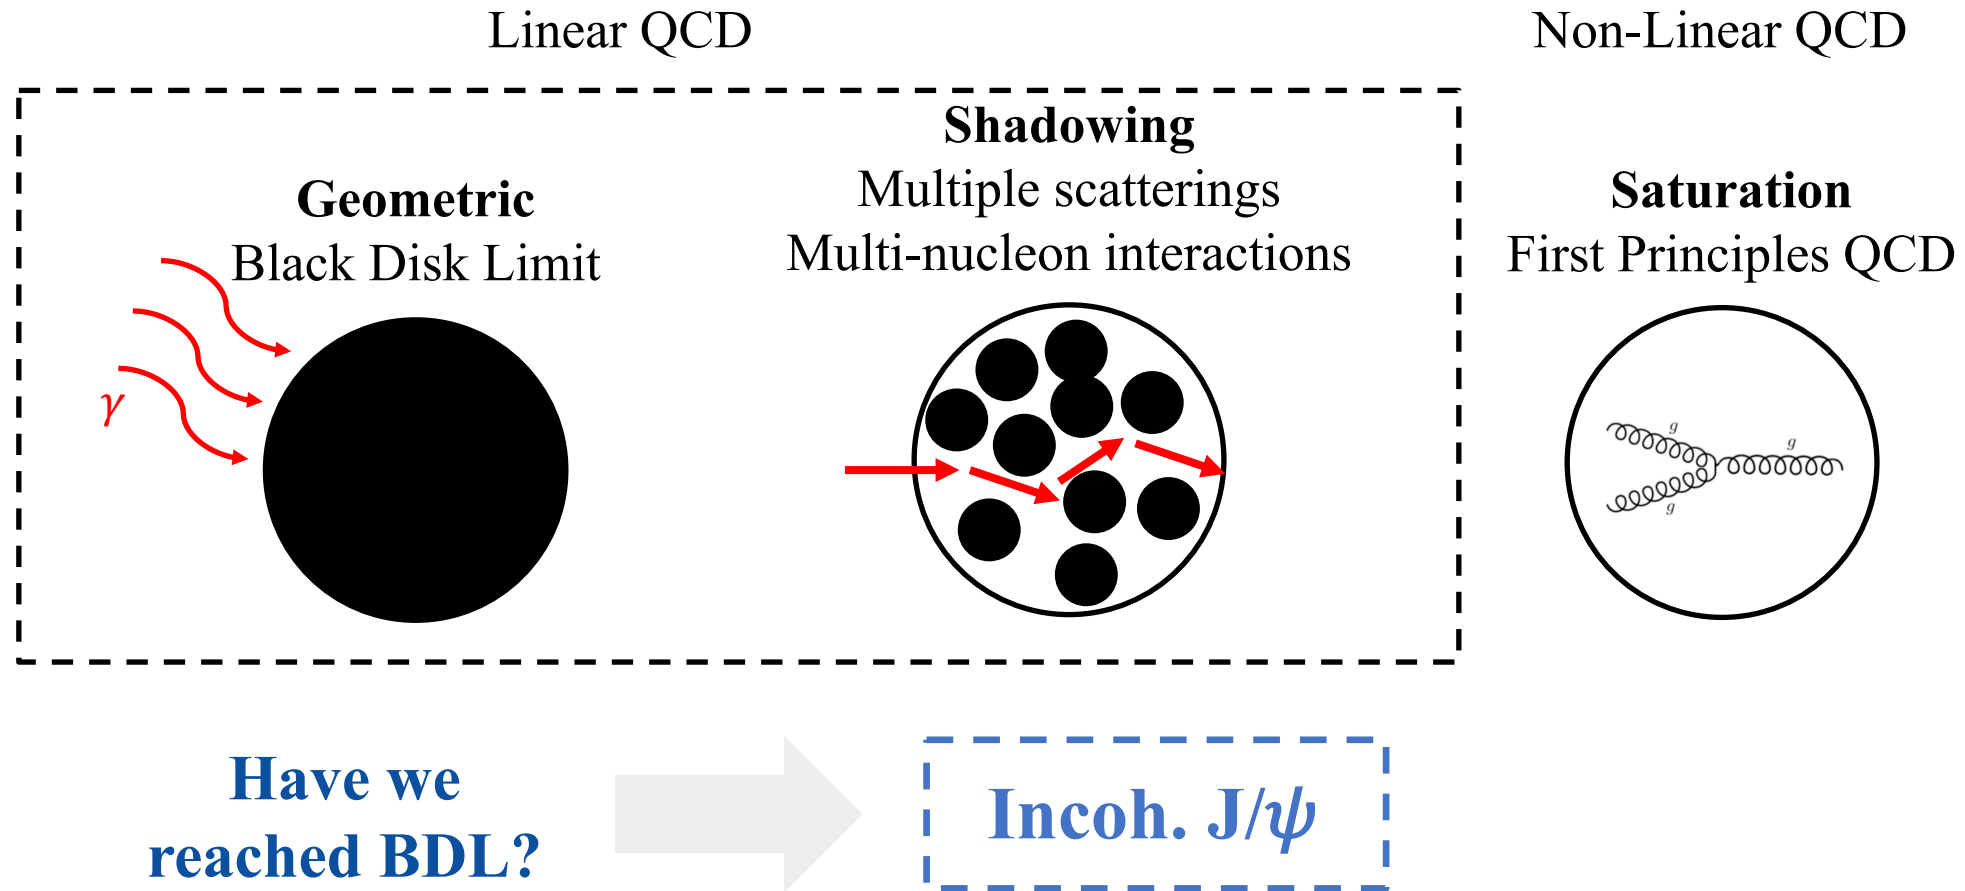 Linear QCD
Non-Linear QCD
Geometric
Black Disk Limit
γ
Shadowing
Multiple scatterings
Multi-nucleon interactions
Saturation
First Principles QCD
g
g
g
Have we
reached BDL?
Incoh. J/ψ